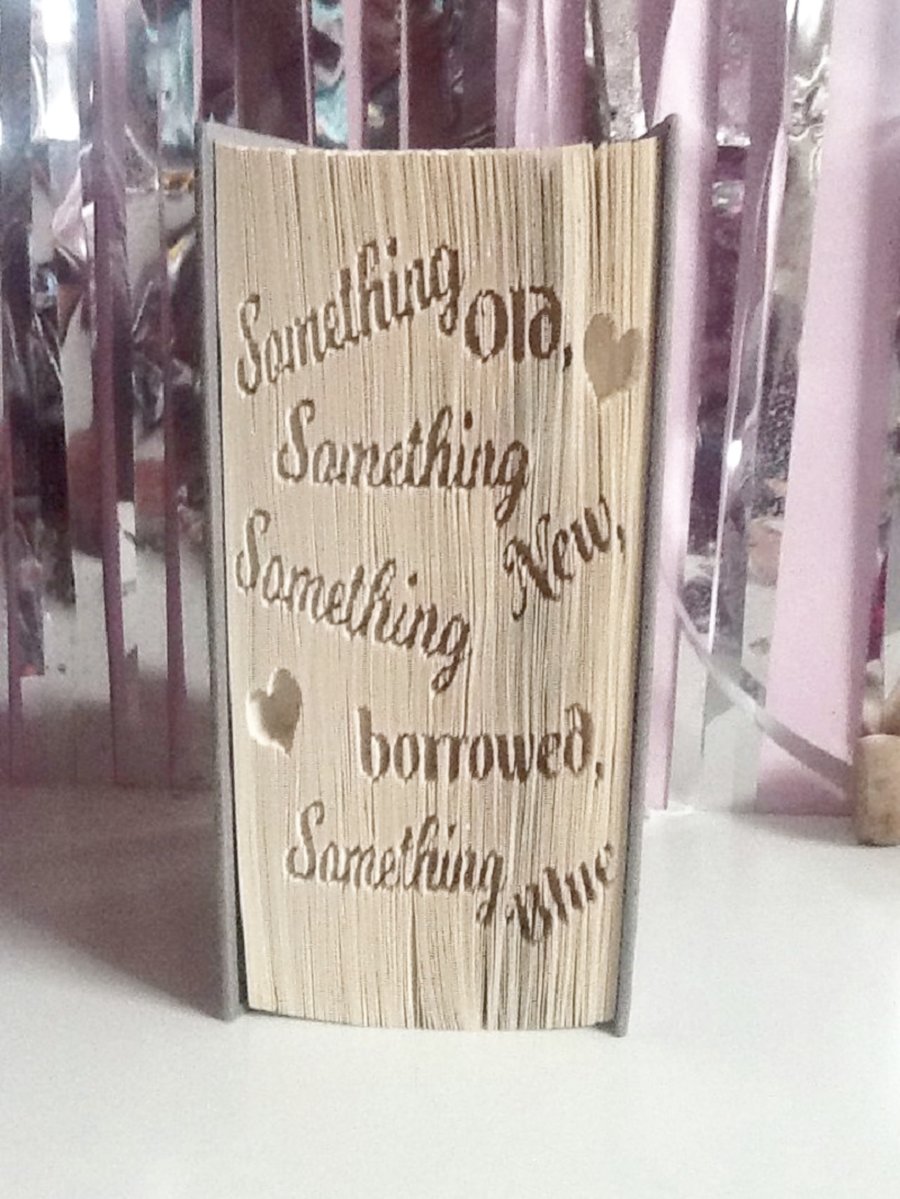 Something Old,
Something
New,
Something
borrowed,
Something Blue